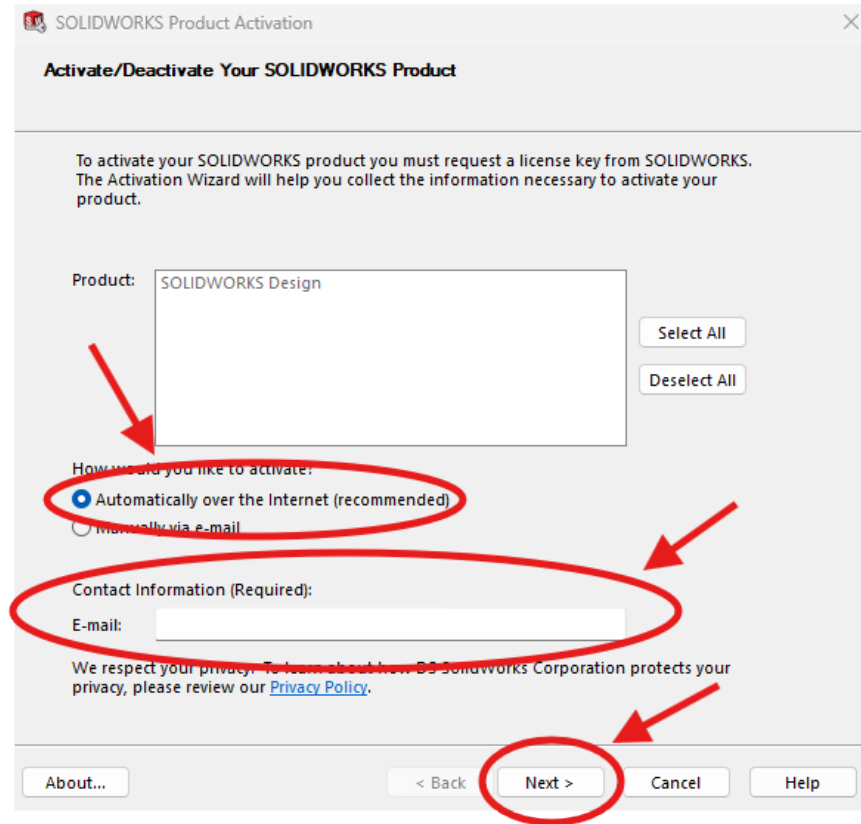 SOLIDWORKS Product Activation
Activate/Deactivate Your SOLIDWORKS Product
To activate your SOLIDWORKS product you must request a license key from SOLIDWORKS.
The Activation Wizard will help you collect the information necessary to activate your
product.
Product:
SOLIDWORKS Design
Select All
Deselect All
How would you like to activate?
Automatically over the Internet (recommended)
Manually via e-mail
Contact Information (Required):
E-mail:
We respect your privacy. To learn about how DS SolidWorks Corporation protects your
privacy, please review our Privacy Policy.
About...
< Back
Next >
Cancel
Help